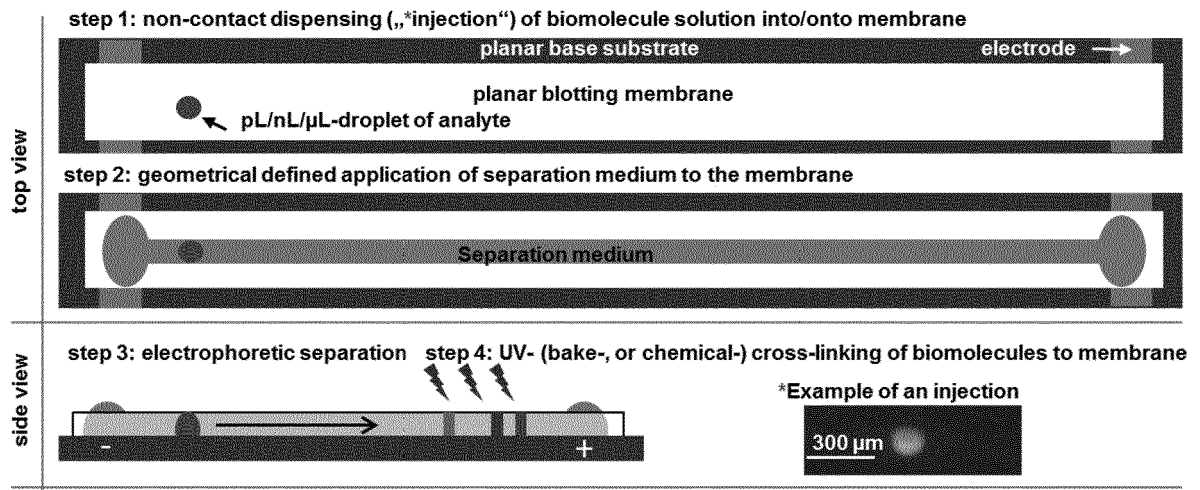 step 1: non-contact dispensing („*injection“) of biomolecule solution into/onto membrane
planar base substrate
electrode
planar blotting membrane
pL/nL/µL-droplet of analyte
top view
step 2: geometrical defined application of separation medium to the membrane
Separation medium
side view
step 3: electrophoretic separation
step 4: UV- (bake-, or chemical-) cross-linking of biomolecules to membrane
*Example of an injection
300 µm
- +